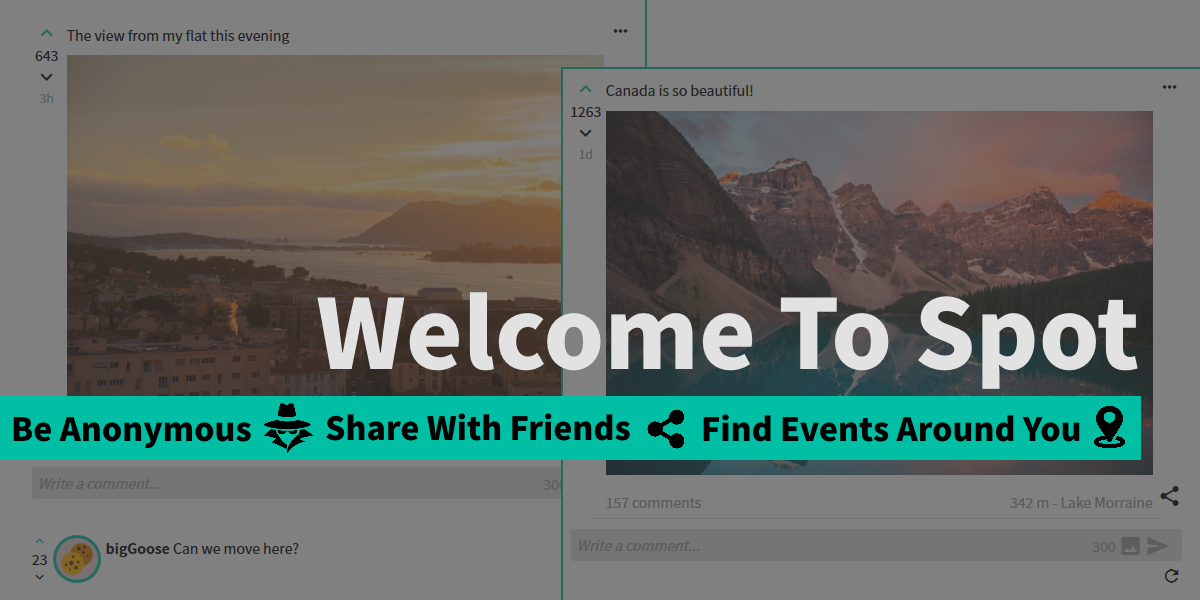 The view from my flat this evening
643
3h
Canada is so beautiful!
1263
1d
Welcome To Spot
Be Anonymous Share With Friends Find Events Around You
Write a comment...
157 comments
342 m - Lake Morraine
Write a comment...
300
23
bigGoose Can we move here?